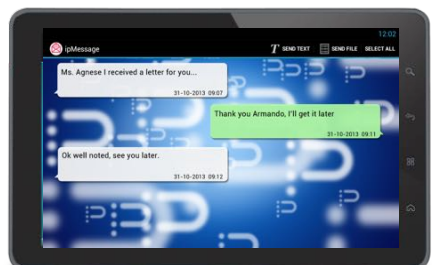 12:02
ipMessage
SEND TEXT
SEND FILE
SELECT ALL
Ms. Agnese I received a letter for you...
31-10-2013 09:07
Thank you Armando, I'll get it later
31-10-2013 09:11
Ok well noted, see you later.
31-10-2013 09:12